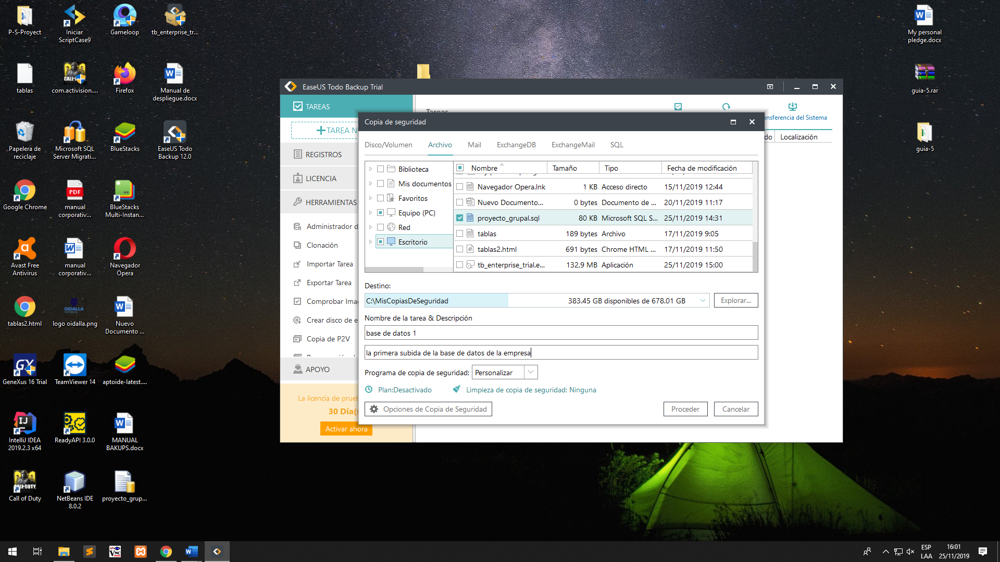 P-S-Proyect
Iniciar
ScriptCase9
Gameloop
tb_enterprise_tr...
tablas
com.activision....
Firefox
Manual de
despliegue.docx
Papelera de
reciclaje
Microsoft SQL
Server Migrati...
BlueStacks
EaseUS Todo
Backup 12.0
Google Chrome
PDF
manual
corporativ...
BlueStacks
Multi-Instan...
Avast Free
Antivirus
manual
corporativ...
Navegador
Opera
tablas2.html
OIDALLA
logo oidalla.png
Nuevo
Documento ...
GX
GeneXus 16 Trial
TeamViewer 14
aptoide-latest....
IJ
IntelliJ IDEA
2019.2.3 x64
ReadyAPI 3.0.0
MANUAL
BAKUPS.docx
Call of Duty
NetBeans IDE
8.0.2
proyecto_grup...
My personal
pledge.docx
guia-5.rar
guia-5
EaseUS Todo Backup Trial
TAREAS
Tareas
TAREA N
ansferencia del Sistema
do
Localización
REGISTROS
LICENCIA
HERRAMIENTAS
Administrador d
Clonación
Importar Tarea
Exportar Tarea
Comprobar Ima
Crear disco de e
Copia de P2V
APOYO
La licencia de prue
30 Día(s
Activar ahora
Copia de seguridad
Disco/Volumen
Archivo
Mail
ExchangeDB
ExchangeMail
SQL
Biblioteca
Mis documentos
Favoritos
Equipo (PC)
Red
Escritorio
Nombre Tamaño Tipo Fecha de modificación
Navegador Opera.lnk 1 KB Acceso directo 15/11/2019 12:44
Nuevo Documento... 0 bytes Documento de ... 20/11/2019 11:17
proyecto_grupal.sql 80 KB Microsoft SQL S... 25/11/2019 14:31
tablas 189 bytes Archivo 17/11/2019 9:05
tablas2.html 691 bytes Chrome HTML ... 17/11/2019 11:50
tb_enterprise_trial.e... 132,9 MB Aplicación 25/11/2019 15:00
Destino:
C:\MisCopiasDeSeguridad 383.45 GB disponibles de 678.01 GB
Explorar...
Nombre de la tarea & Descripción
base de datos 1
la primera subida de la base de datos de la empresa
Programa de copia de seguridad: Personalizar
Plan:Desactivado
Limpieza de copia de seguridad: Ninguna
Opciones de Copia de Seguridad
Proceder
Cancelar
ESP
LAA
16:01
25/11/2019